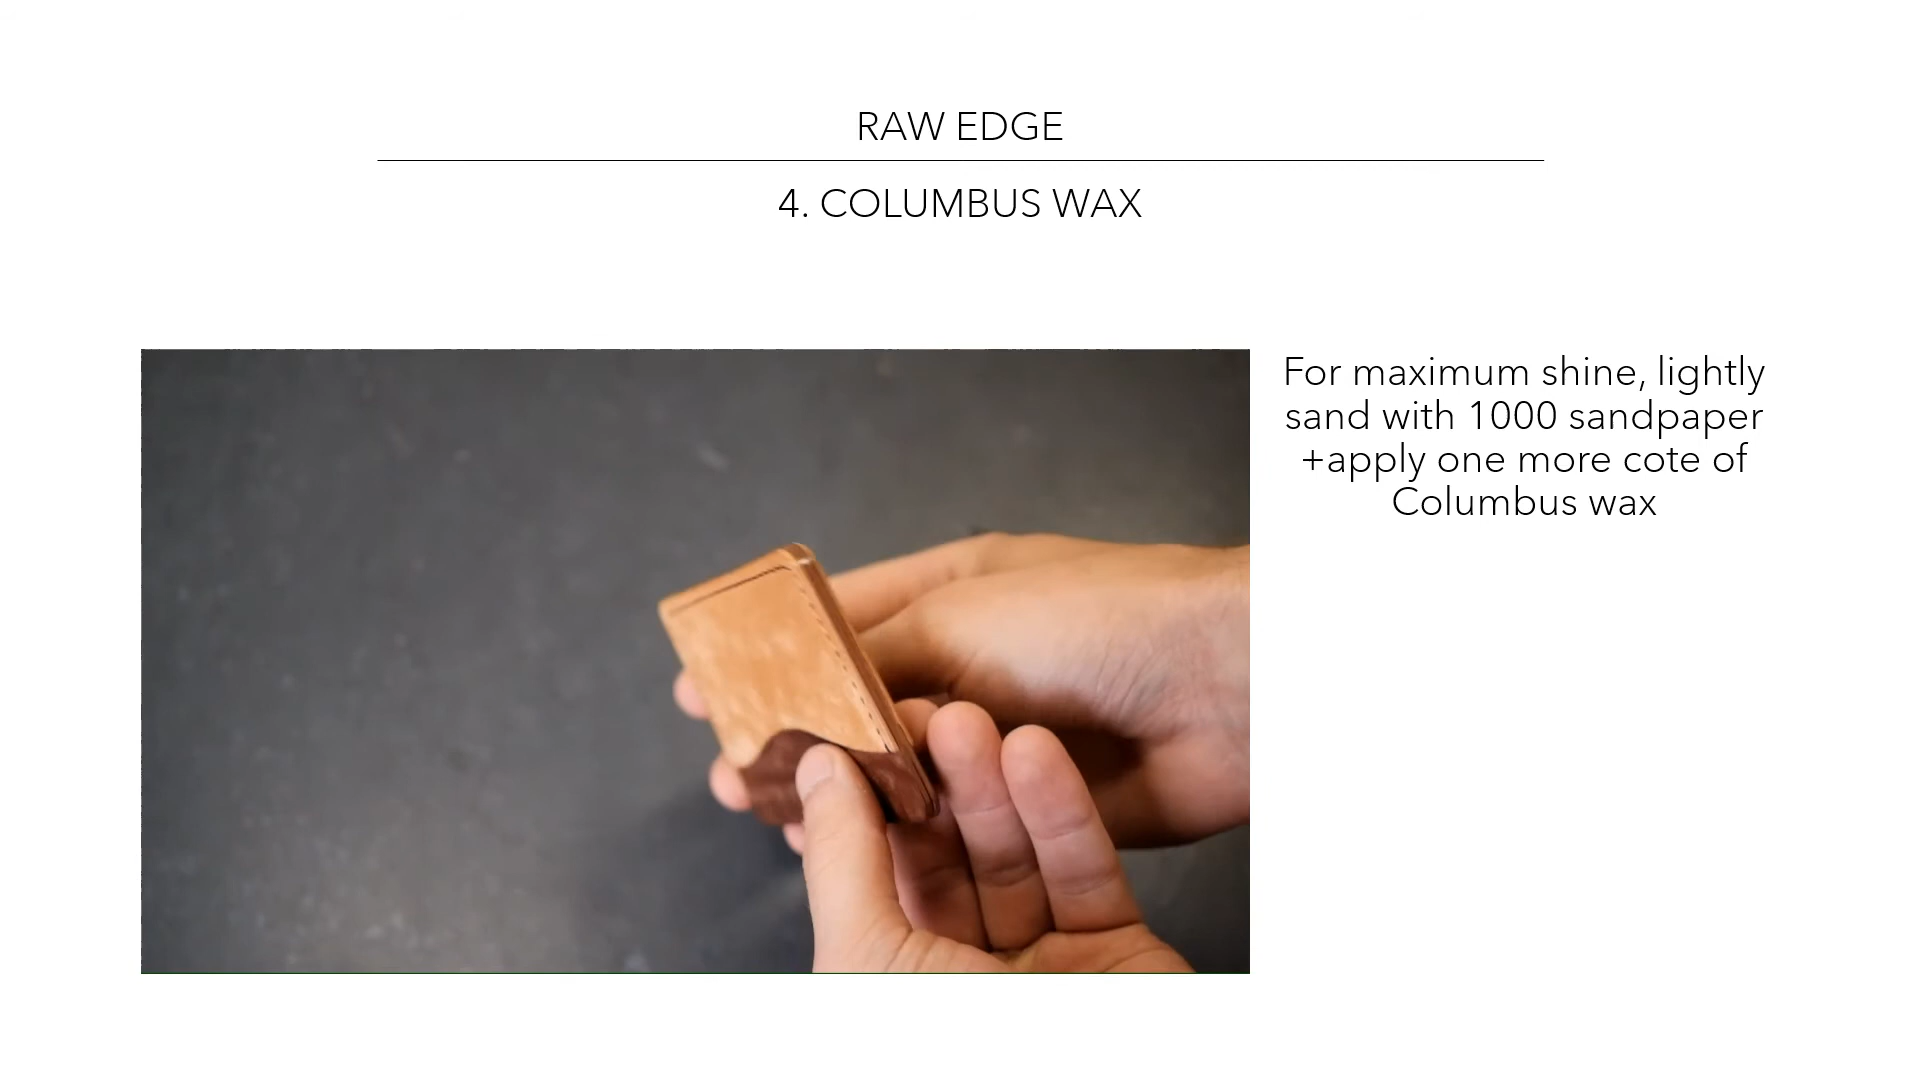 RAW EDGE
4. COLUMBUS WAX
For maximum shine, lightly
sand with 1000 sandpaper
+apply one more cote of
Columbus wax